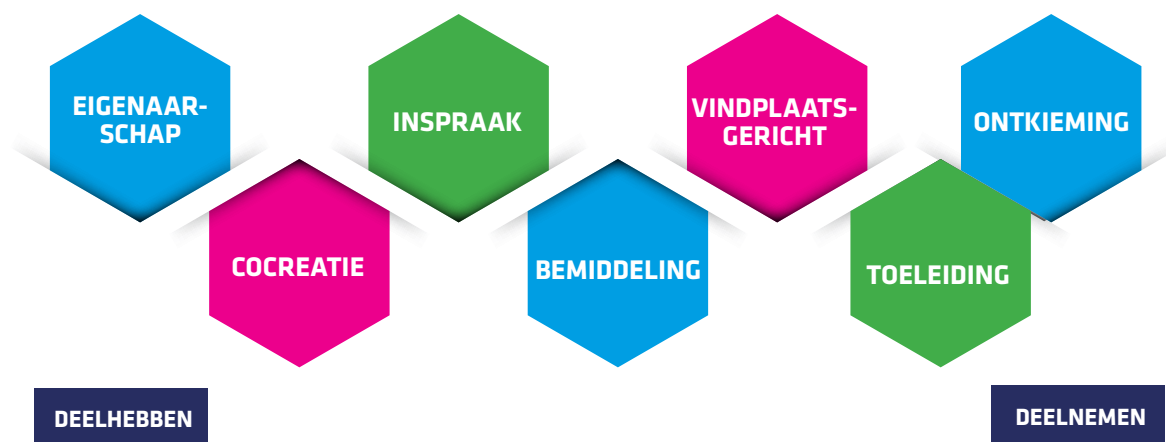 EIGENAAR-
SCHAP
INSPRAAK
VINDPLAATS-
GERICHT
ONTKIEMING
COCREATIE
BEMIDDELING
TOELEIDING
DEELHEBBEN
DEELNEMEN